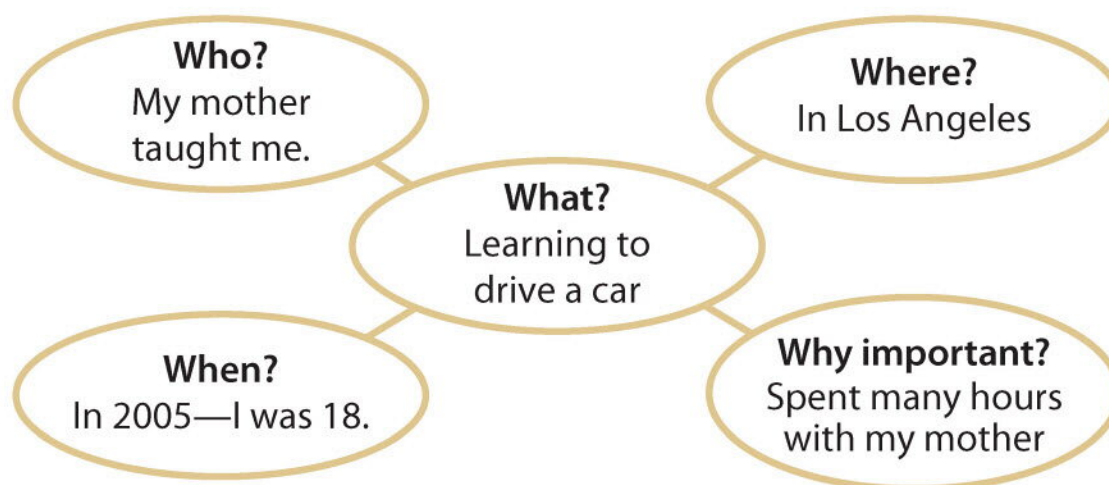 Who?
My mother
taught me.
Where?
In Los Angeles
What?
Learning to
drive a car
When?
In 2005—I was 18.
Why important?
Spent many hours
with my mother